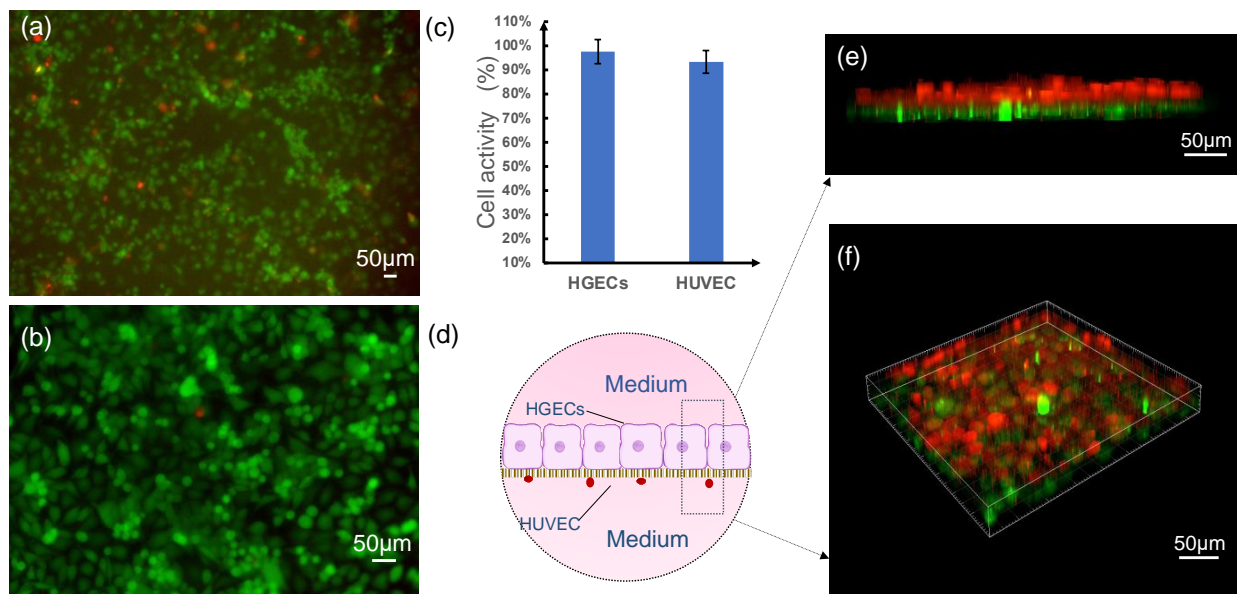 (a)
50μm
(b)
50μm
(c)
Cell activity (%)
110%
100%
90%
80%
70%
60%
50%
40%
30%
20%
10%
HGECs
HUVEC
(d)
Medium
HGECs
HUVEC
Medium
(e)
50μm
(f)
50μm